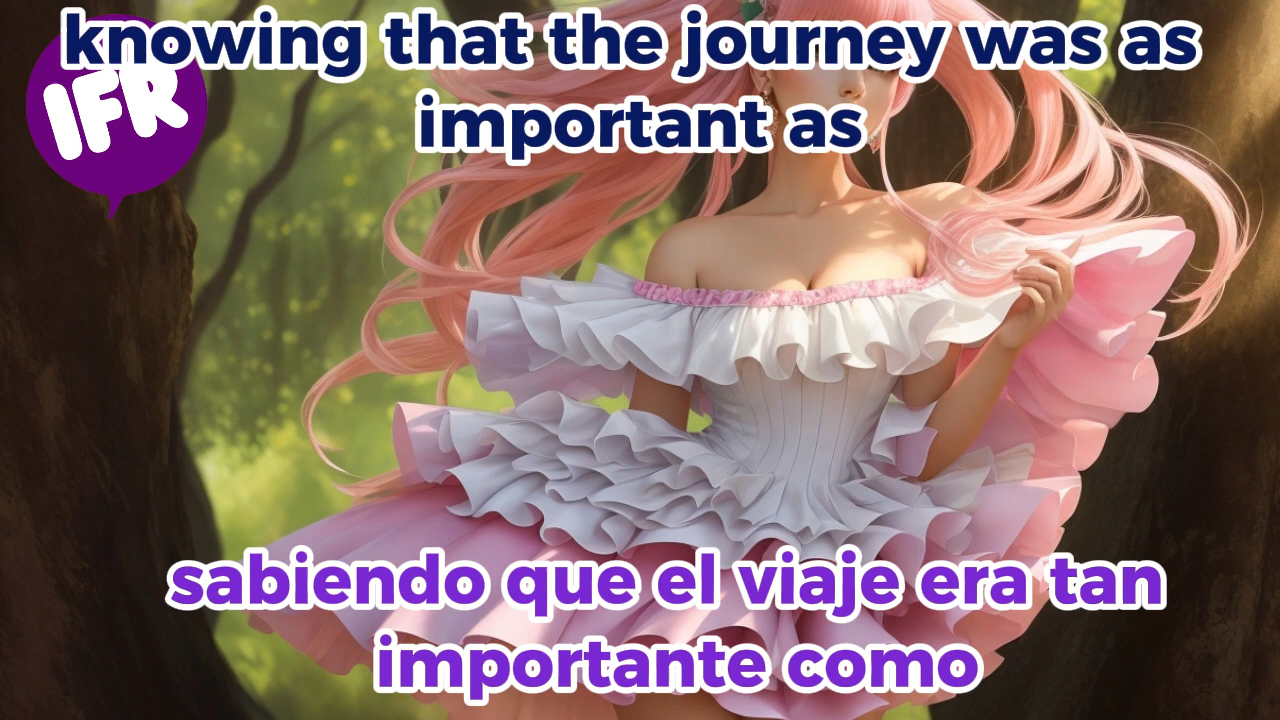 knowing that the journey was as
important as
IFR
sabiendo que el viaje era tan
importante como